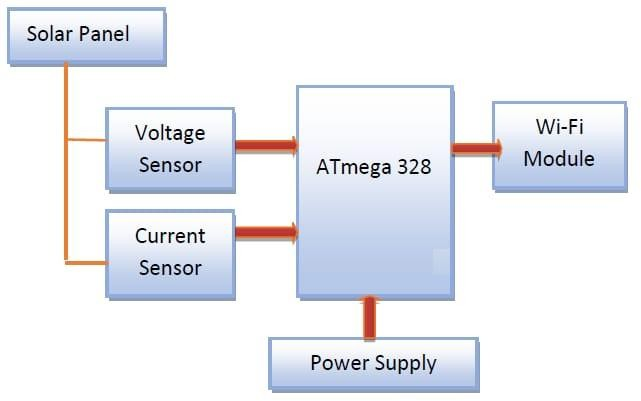 Solar Panel
Voltage
Sensor
Current
Sensor
ATmega 328
Wi-Fi
Module
Power Supply